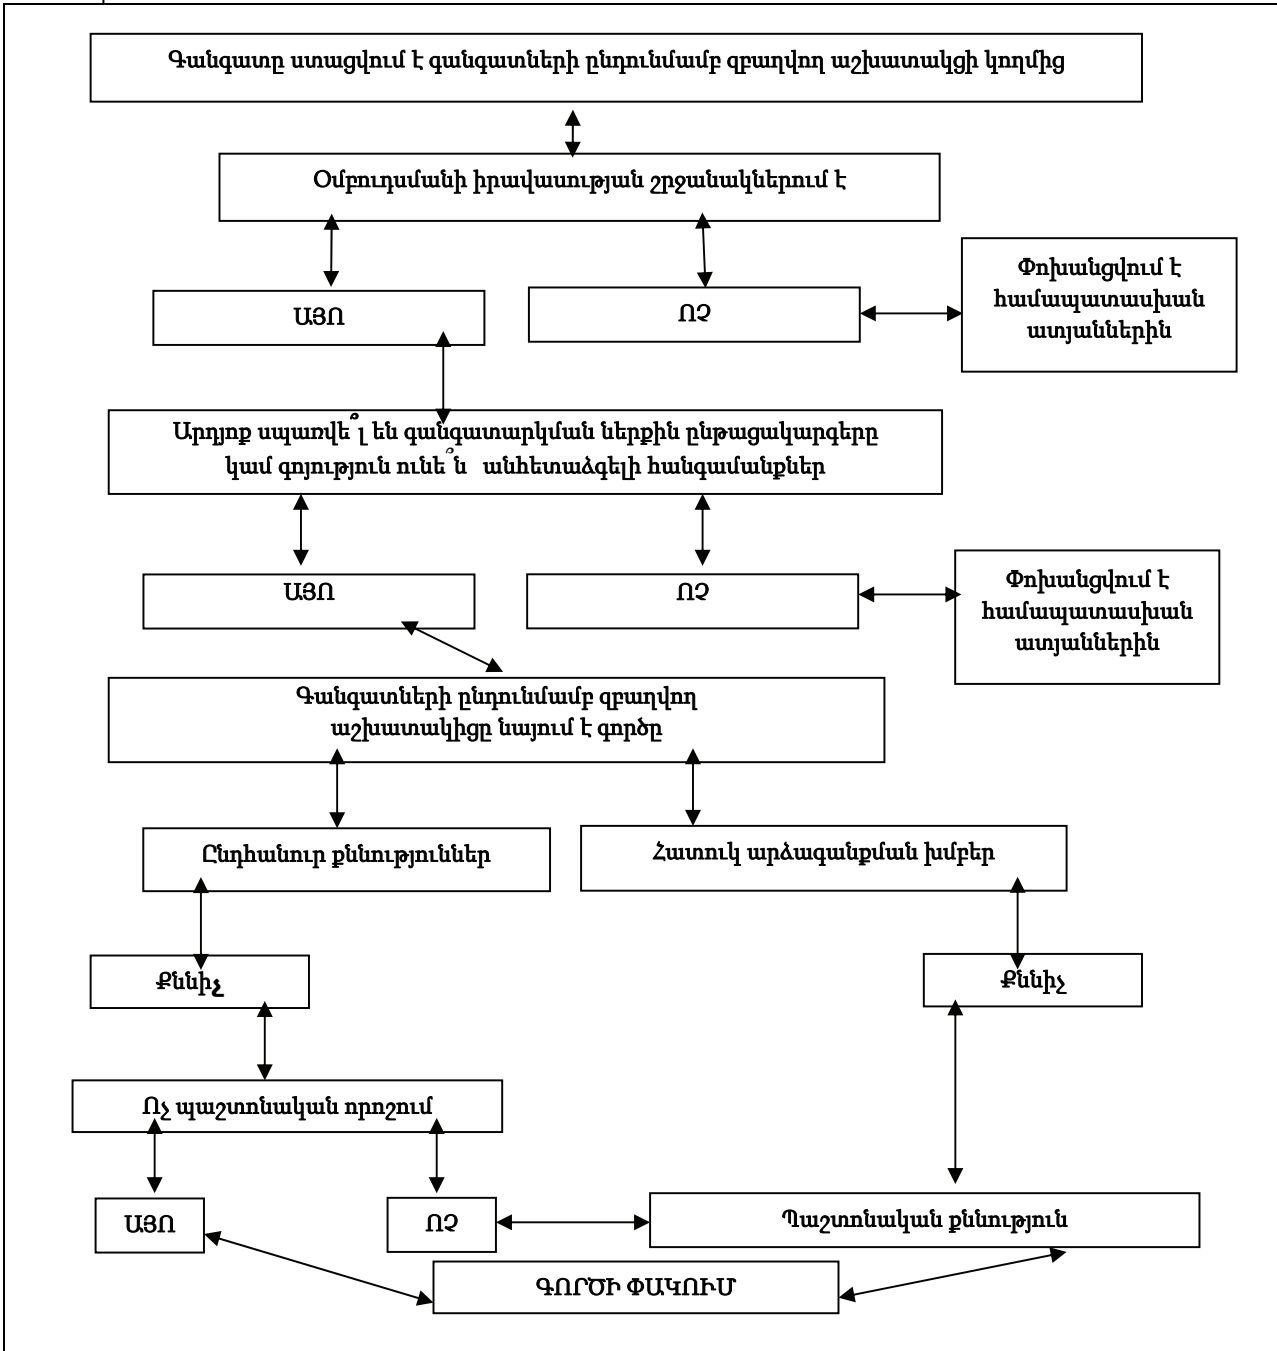 Գանգատը ստացվում է գանգատների ընդունմամբ զբաղվող աշխատակցի կողմից
Օմբուդսմանի իրավասության շրջանակներում է
ԱՅՈ
ՈՉ
Փոխանցվում է
համապատասխան
ատյաններին
Արդյոք սպառվե՞լ են գանգատարկման ներքին ընթացակարգերը
կամ գոյություն ունե՞ն անհետաձգելի հանգամանքներ
ԱՅՈ
ՈՉ
Փոխանցվում է
համապատասխան
ատյաններին
Գանգատների ընդունմամբ զբաղվող
աշխատակիցը նայում է գործը
Ընդհանուր քննություններ
Հատուկ արձագանքման խմբեր
Քննիչ
Քննիչ
Ոչ պաշտոնական որոշում
ԱՅՈ
ՈՉ
Պաշտոնական քննություն
ԳՈՐԾԻ ՓԱԿՈՒՄ